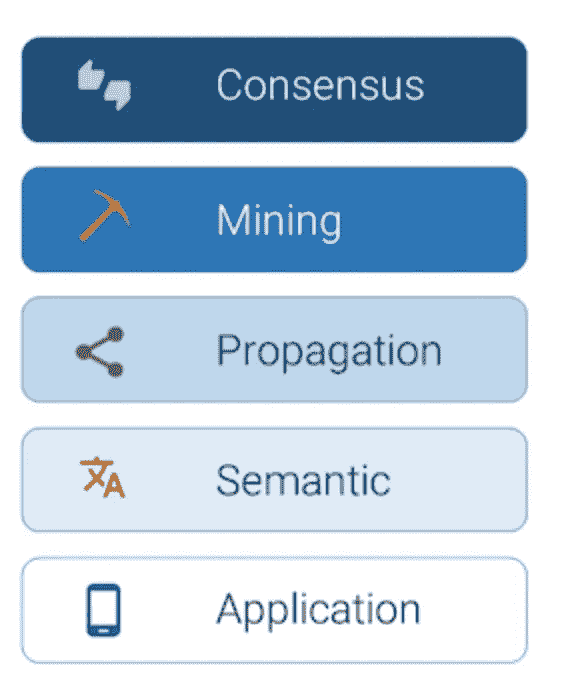 Consensus
Mining
Propagation
Semantic
Application